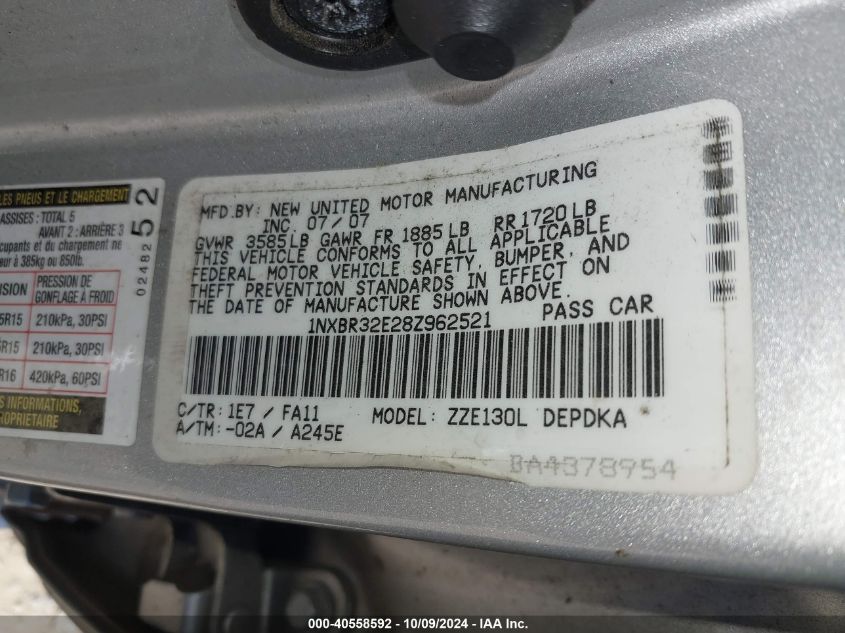 LES PNEUS ET LE CHARGEMENT
ASSISES : TOTAL 5
AVANT 2 : ARRIÈRE 3
cupants et du chargement ne
eur à 385kg ou 850lb.
NSION PRESSION DE GONFLAGE À FROID
5R15 210kPa, 30PSI
R15 210kPa, 30PSI
R16 420kPa, 60PSI
S INFORMATIONS,
PROPRIETAIRE
02482 52
MFD.BY: NEW UNITED MOTOR MANUFACTURING
INC. 07/07
GVWR 3585LB GAWR FR 1885LB RR1720LB
THIS VEHICLE CONFORMS TO ALL APPLICABLE
FEDERAL MOTOR VEHICLE SAFETY, BUMPER, AND
THEFT PREVENTION STANDARDS IN EFFECT ON
THE DATE OF MANUFACTURE SHOWN ABOVE.
1NXBR32E28Z962521 PASS CAR
C/TR: 1E7 / FA11 MODEL: ZZE130L DEPDKA
A/TM: -02A / A245E
BA4378954
000-40558592 - 10/09/2024 - IAA Inc.